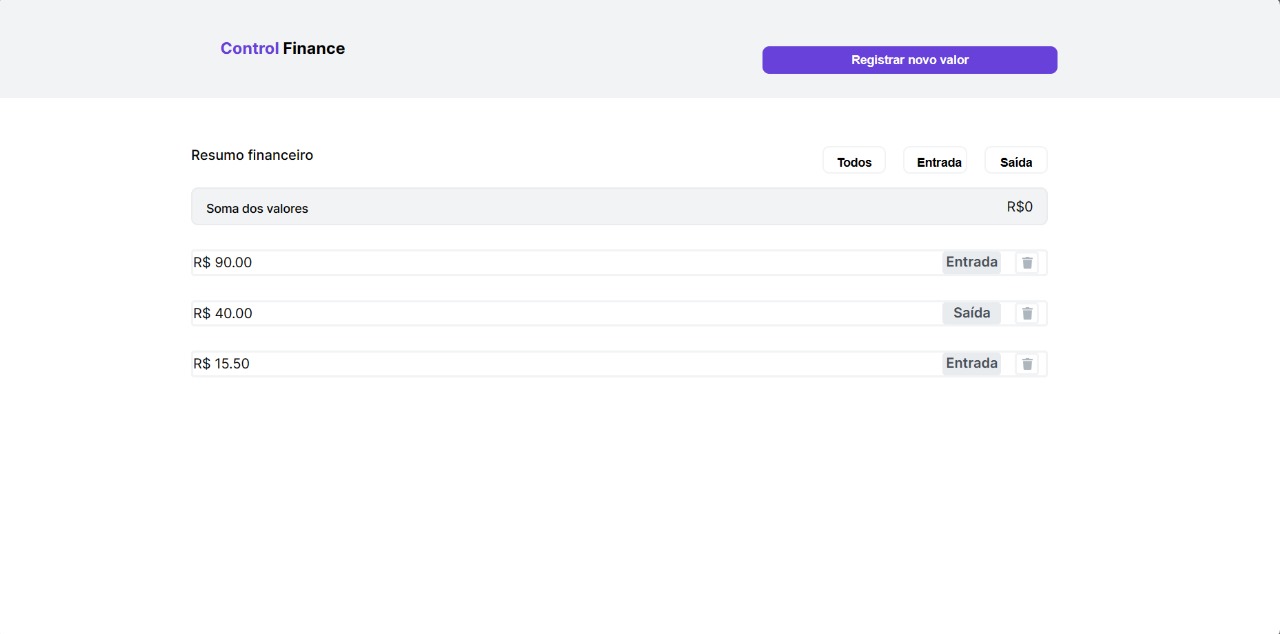 Control Finance
Registrar novo valor
Resumo financeiro
Todos Entrada Saída
Soma dos valores R$0
R$ 90.00 Entrada
R$ 40.00 Saída
R$ 15.50 Entrada